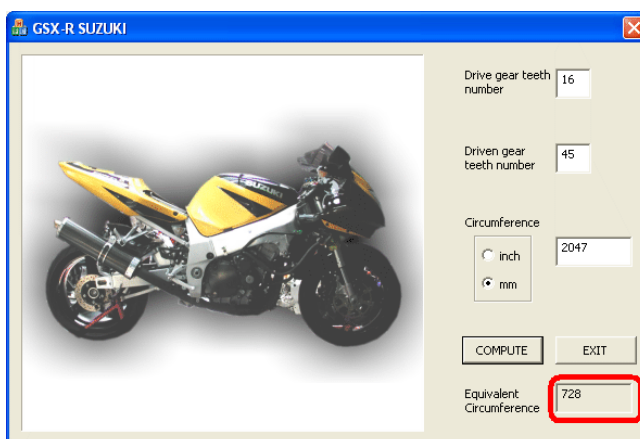 GSX-R SUZUKI
Drive gear teeth
number
16
Driven gear
teeth number
45
Circumference
inch
mm
2047
COMPUTE
EXIT
Equivalent
Circumference
728
SUZUKI